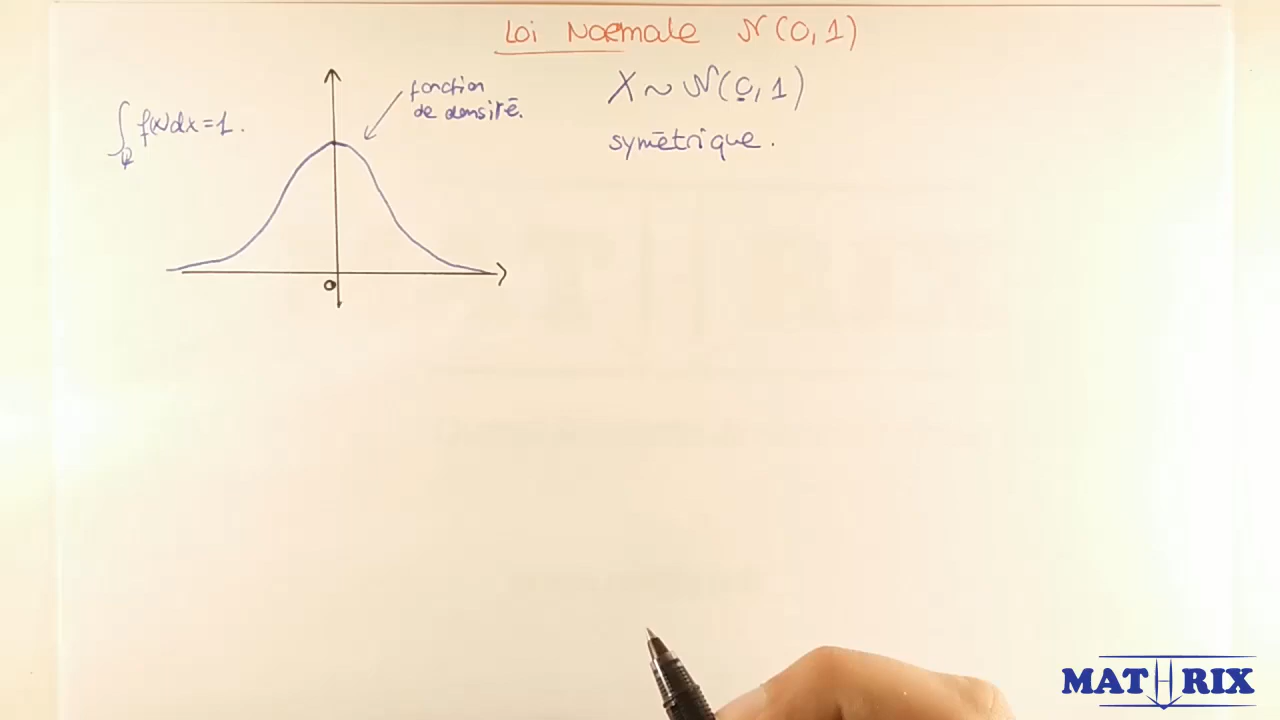 Loi Normale N(0,1)
fonction
de densité.
∫ℝ f(x)dx=1.
X ~ N(0,1)
symétrique.
0
MATHRIX